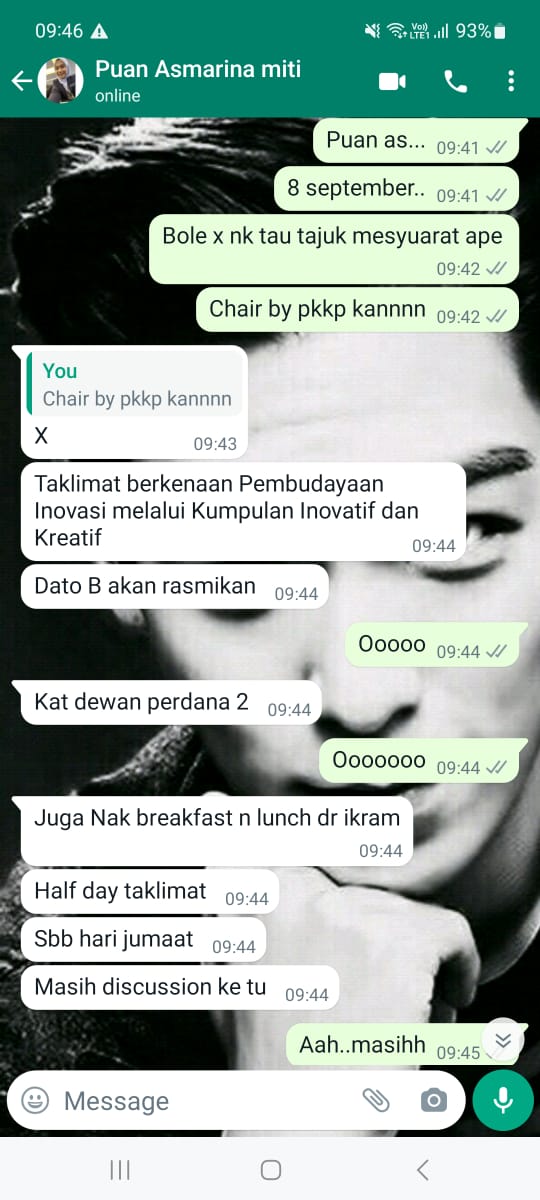 09:46
Vo))
LTE1
93%
Puan Asmarina miti
online
Puan as... 09:41
8 september.. 09:41
Bole x nk tau tajuk mesyuarat ape
09:42
Chair by pkkp kannnn 09:42
You
Chair by pkkp kannnn
X 09:43
Taklimat berkenaan Pembudayaan
Inovasi melalui Kumpulan Inovatif dan
Kreatif 09:44
Dato B akan rasmikan 09:44
Ooooo 09:44
Kat dewan perdana 2 09:44
Ooooooo 09:44
Juga Nak breakfast n lunch dr ikram
09:44
Half day taklimat 09:44
Sbb hari jumaat 09:44
Masih discussion ke tu 09:44
Aah..masihh 09:45
Message